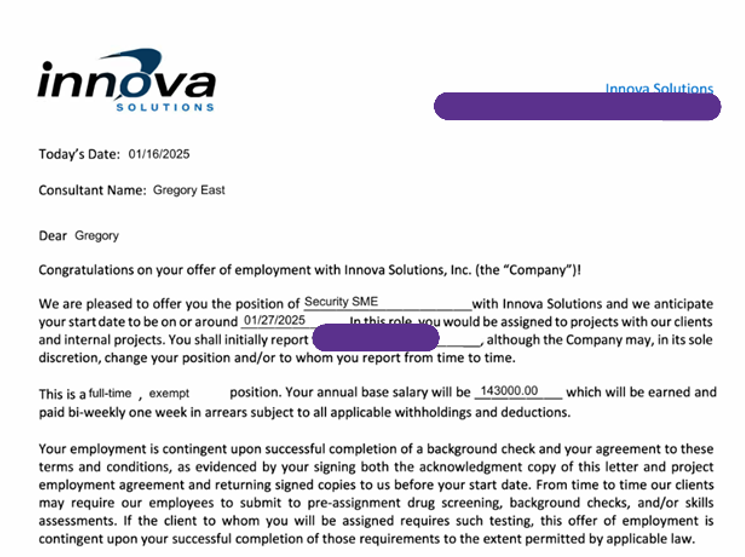 innova
SOLUTIONS
Innova Solutions
Today's Date: 01/16/2025
Consultant Name: Gregory East
Dear Gregory
Congratulations on your offer of employment with Innova Solutions, Inc. (the “Company”)!
We are pleased to offer you the position of Security SME with Innova Solutions and we anticipate
your start date to be on or around 01/27/2025 In this role, you would be assigned to projects with our clients
and internal projects. You shall initially report , although the Company may, in its sole
discretion, change your position and/or to whom you report from time to time.
This is a full-time , exempt position. Your annual base salary will be 143000.00 which will be earned and
paid bi-weekly one week in arrears subject to all applicable withholdings and deductions.
Your employment is contingent upon successful completion of a background check and your agreement to these
terms and conditions, as evidenced by your signing both the acknowledgment copy of this letter and project
employment agreement and returning signed copies to us before your start date. From time to time our clients
may require our employees to submit to pre-assignment drug screening, background checks, and/or skills
assessments. If the client to whom you will be assigned requires such testing, this offer of employment is
contingent upon your successful completion of those requirements to the extent permitted by applicable law.